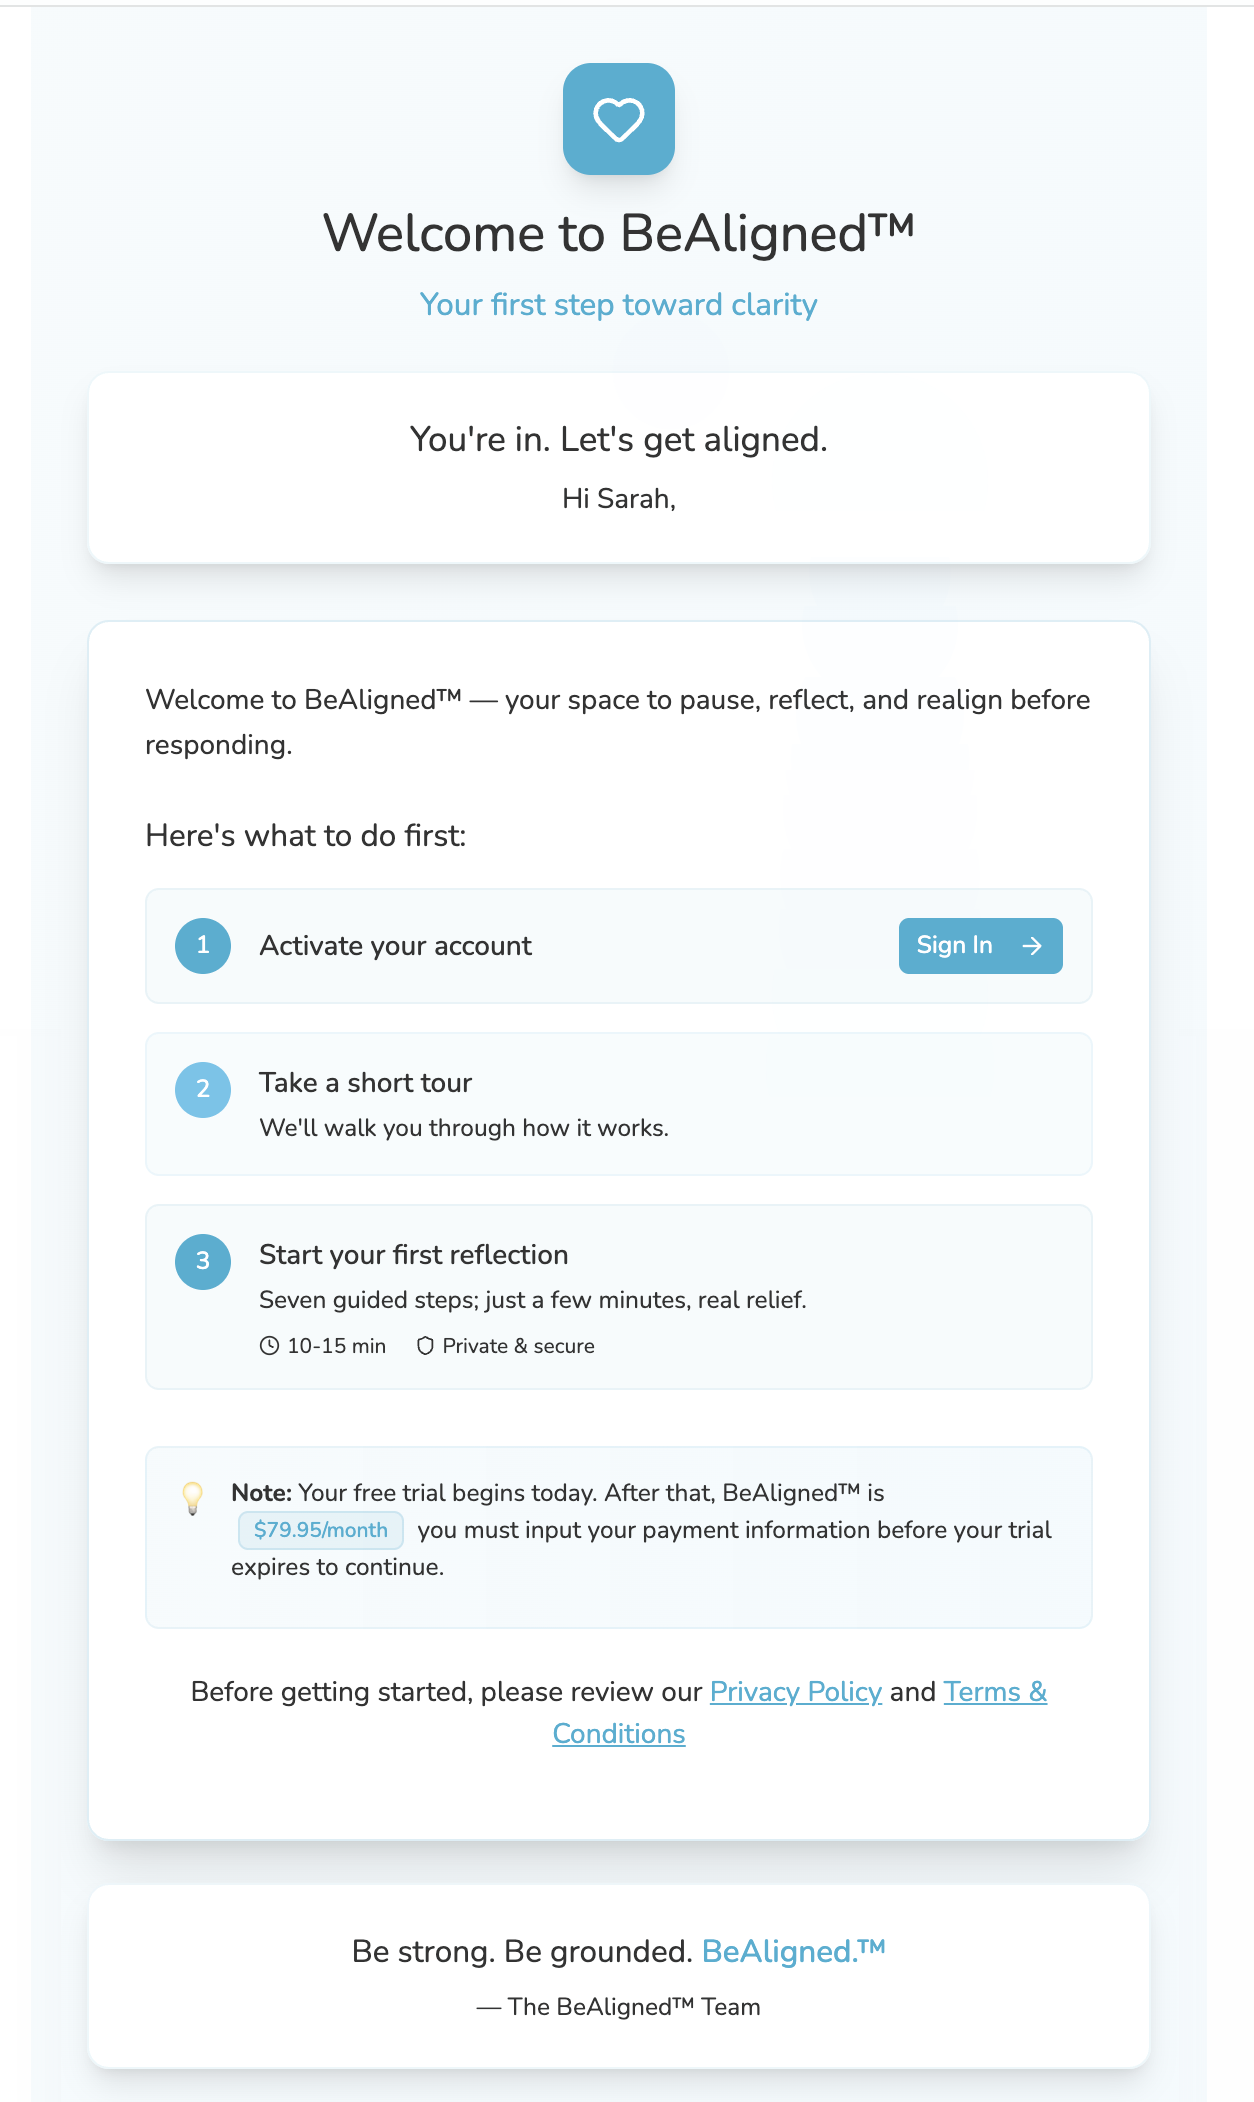 Welcome to BeAligned™
Your first step toward clarity
You're in. Let's get aligned.
Hi Sarah,
Welcome to BeAligned™ — your space to pause, reflect, and realign before
responding.
Here's what to do first:
1 Activate your account Sign In →
2 Take a short tour
We'll walk you through how it works.
3 Start your first reflection
Seven guided steps; just a few minutes, real relief.
10-15 min Private & secure
Note: Your free trial begins today. After that, BeAligned™ is
$79.95/month you must input your payment information before your trial
expires to continue.
Before getting started, please review our Privacy Policy and Terms &
Conditions
Be strong. Be grounded. BeAligned.™
— The BeAligned™ Team